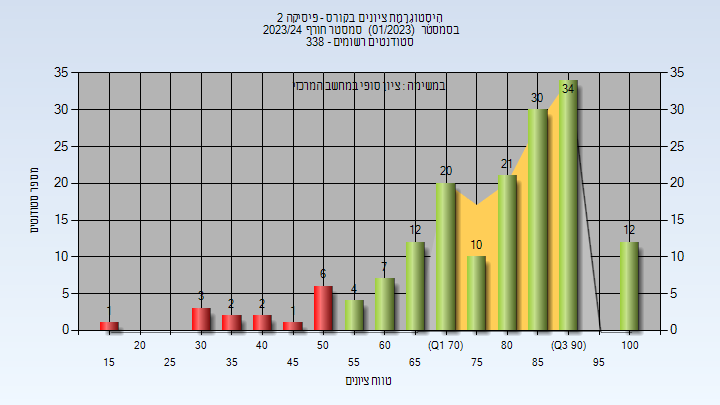 היסטוגרמת ציונים בקורס - פיסיקה 2
בסמסטר (01/2023) סמסטר חורף 2023/24
סטודנטים רשומים - 338
במשימה : ציון סופי במחשב המרכזי
מספר סטודנטים
35 35
30 30
25 25
20 20
15 15
10 10
5 5
0 0
1 3 2 2 1 6 4 7 12 20 10 21 30 34 12
20 30 40 50 60 (Q1 70) 80 (Q3 90) 100
15 25 35 45 55 65 75 85 95
טווח ציונים